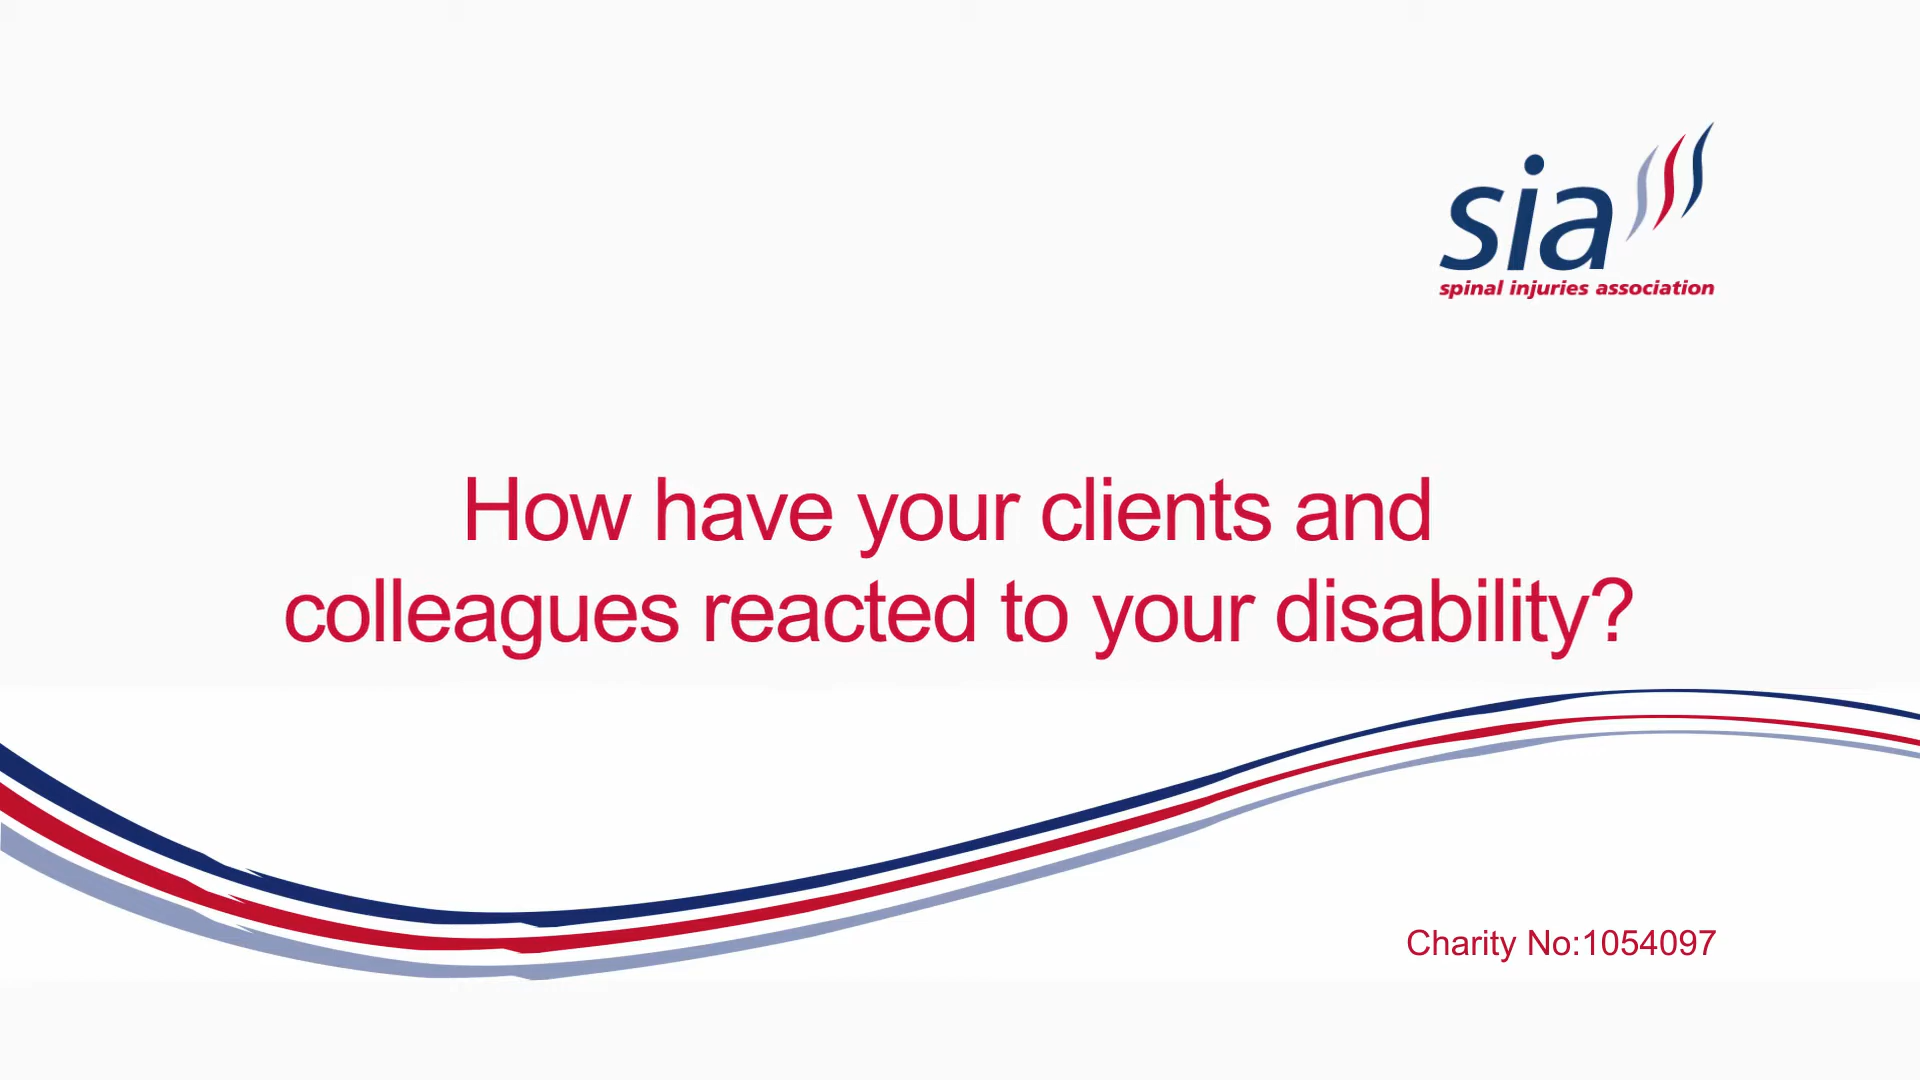 sia
spinal injuries association
How have your clients and
colleagues reacted to your disability?
Charity No:1054097